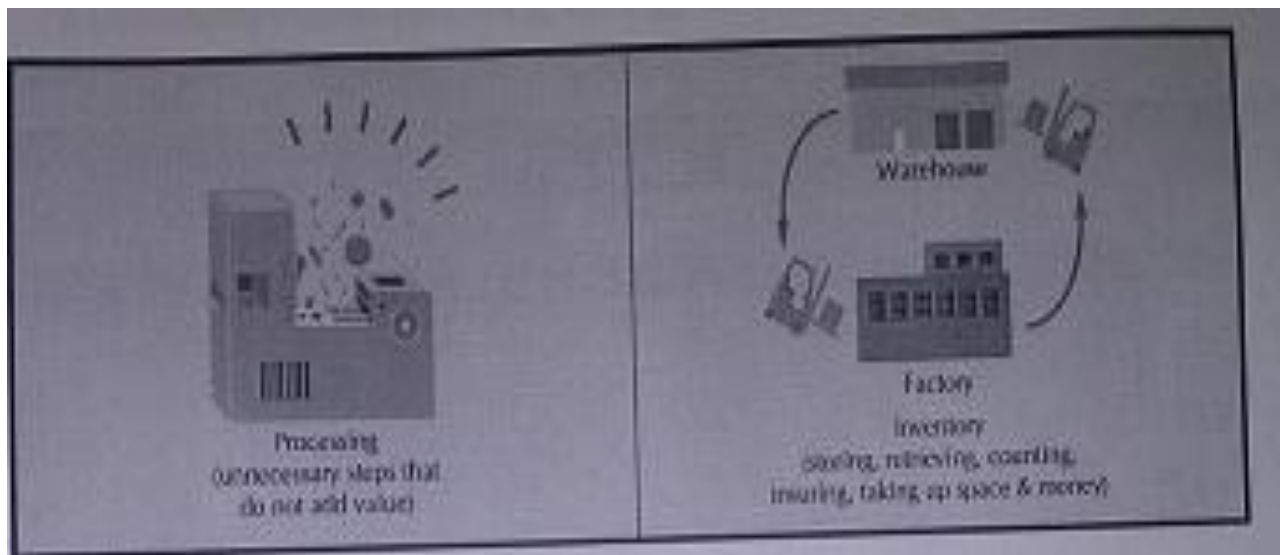 Processing
(unnecessary steps that
do not add value)
Warehouse
Factory
Inventory
(storing, retrieving, counting,
insuring, taking up space & money)